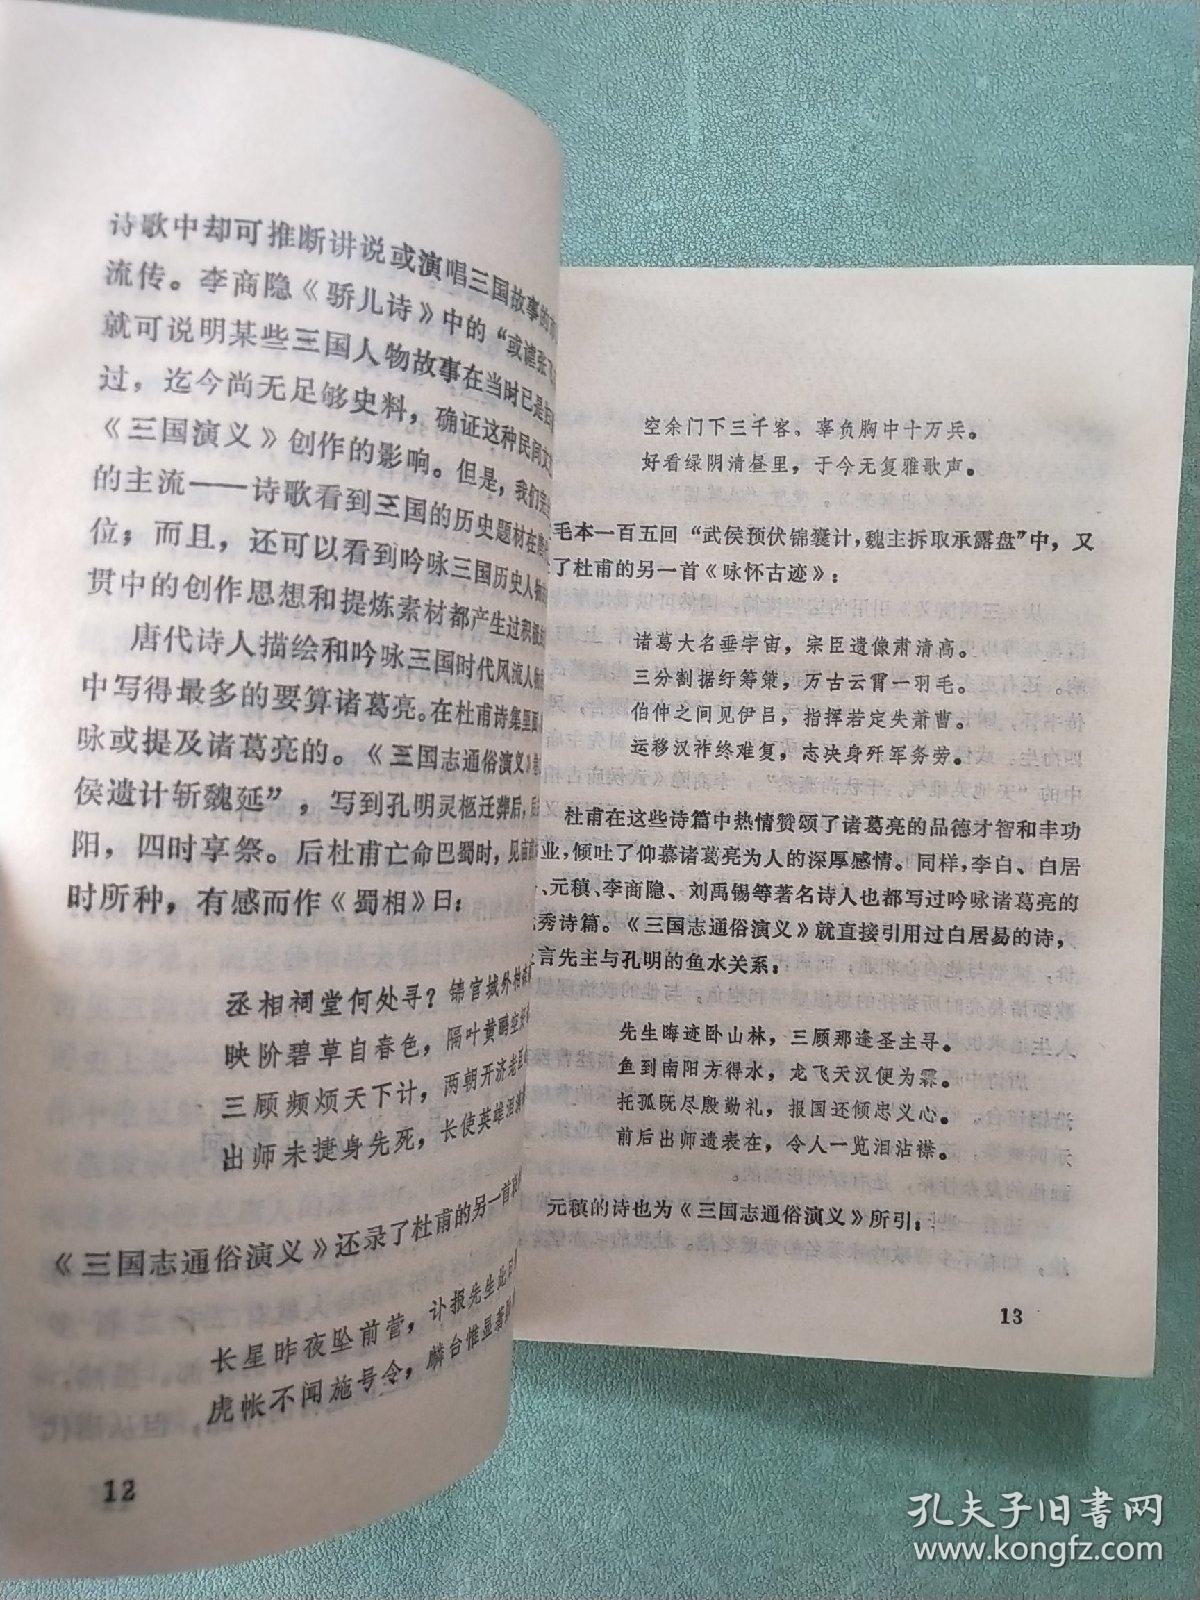 诗歌中却可推断讲说或演唱三国故事的
流传。李商隐《骄儿诗》中的“或谑张飞
就可说明某些三国人物故事在当时已是
过，迄今尚无足够史料，确证这种民间文
《三国演义》创作的影响。但是，我们完
的主流——诗歌看到三国的历史题材在
位；而且，还可以看到吟咏三国历史人物
贯中的创作思想和提炼素材都产生过积极
唐代诗人描绘和吟咏三国时代风流人物
中写得最多的要算诸葛亮。在杜甫诗集里
咏或提及诸葛亮的。《三国志通俗演义》
侯遗计斩魏延”，写到孔明灵柩迁葬后，
阳，四时享祭。后杜甫亡命巴蜀时，见
时所种，有感而作《蜀相》曰：
丞相祠堂何处寻？锦官城外柏
映阶碧草自春色，隔叶黄鹂空
三顾频烦天下计，两朝开济老臣
出师未捷身先死，长使英雄泪
《三国志通俗演义》还录了杜甫的另一首
长星昨夜坠前营，讣报先生此日
虎帐不闻施号令，麟台惟显著
12
空余门下三千客、辜负胸中十万兵。
好看绿阴清昼里，于今无复雅歌声。
毛本一百五回“武侯预伏锦囊计，魏主拆取承露盘”中，又
了杜甫的另一首《咏怀古迹》：
诸葛大名垂宇宙，宗臣遗像肃清高。
三分割据纡筹策，万古云霄一羽毛。
伯仲之间见伊吕，指挥若定失萧曹。
运移汉祚终难复，志决身歼军务劳。
杜甫在这些诗篇中热情赞颂了诸葛亮的品德才智和丰功
业，倾吐了仰慕诸葛亮为人的深厚感情。同样，李白、白居
、元稹、李商隐、刘禹锡等著名诗人也都写过吟咏诸葛亮的
秀诗篇。《三国志通俗演义》就直接引用过白居易的诗，
言先主与孔明的鱼水关系：
先生晦迹卧山林，三顾那逢圣主寻。
鱼到南阳方得水，龙飞天汉便为霖。
托孤既尽殷勤礼，报国还倾忠义心。
前后出师遗表在，令人一览泪沾襟。
元稹的诗也为《三国志通俗演义》所引：
13
孔夫子旧书网
www.kongfz.com